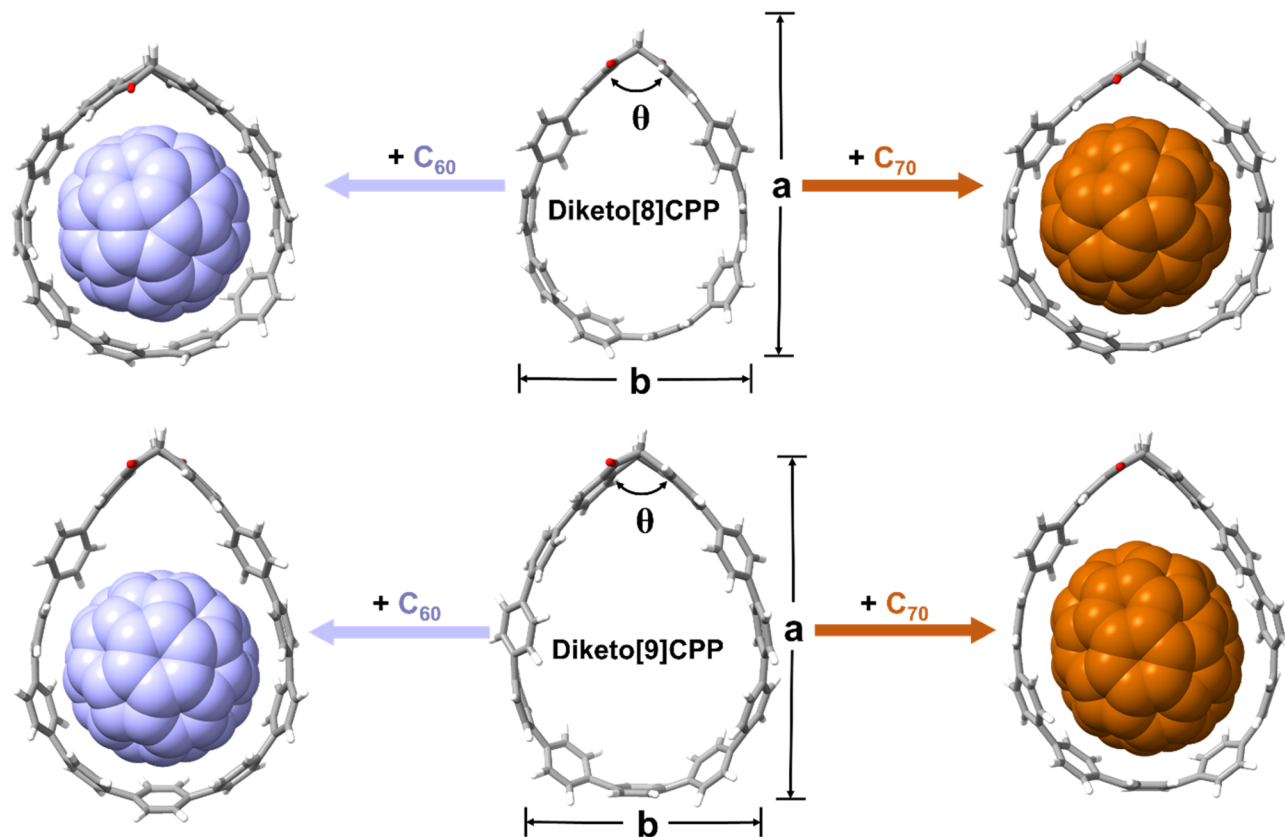 θ
+ C₆₀
a
+ C₇₀
Diketo[8]CPP
b
θ
+ C₆₀
a
+ C₇₀
Diketo[9]CPP
b